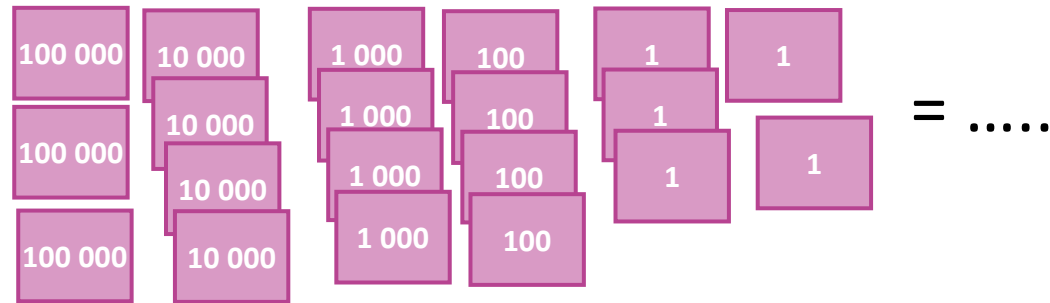 100 000 10 000 1 000 100 1 1
10 000 1 000 100 1
100 000 1 = .....
10 000 1 000 100 1
100 000 10 000 1 000 100